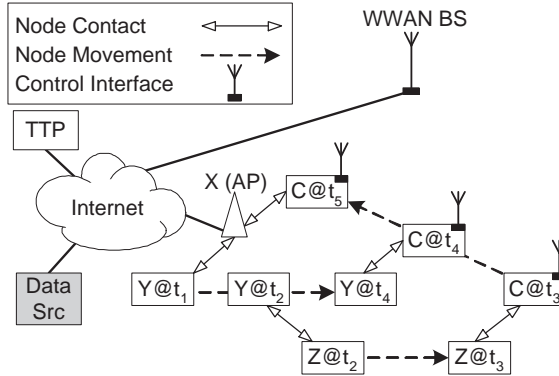 Node Contact
Node Movement
Control Interface
WWAN BS
TTP
X (AP)
C@t5
Internet
C@t4
Data
Src
Y@t1
Y@t2
Y@t4
C@t3
Z@t2
Z@t3